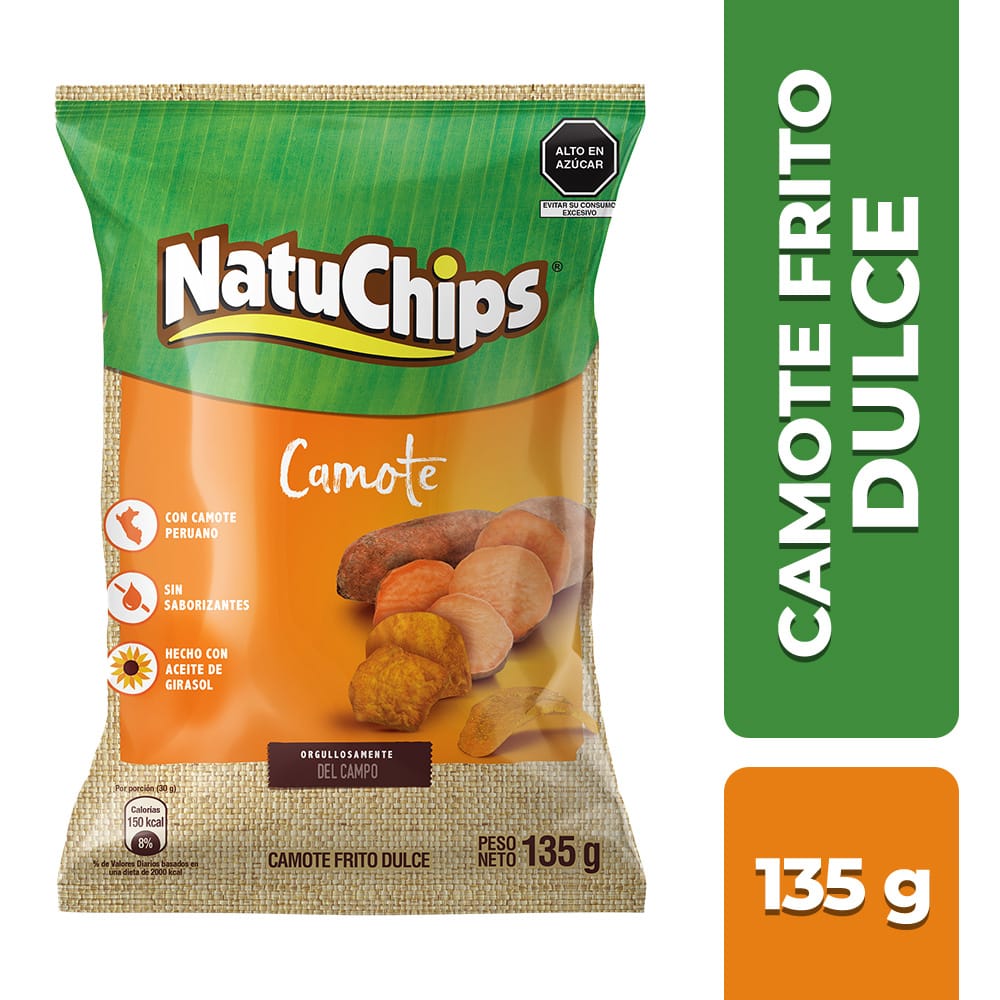 ALTO EN
AZÚCAR
EVITAR SU CONSUMO
EXCESIVO
NatuChips®
Camote
CON CAMOTE
PERUANO
SIN
SABORIZANTES
HECHO CON
ACEITE DE
GIRASOL
ORGULLOSAMENTE
DEL CAMPO
Por porción (30 g)
Calorías
150 kcal
8%
% de Valores Diarios basados en
una dieta de 2000 kcal
CAMOTE FRITO DULCE
PESO
NETO 135 g
CAMOTE FRITO
DULCE
135 g